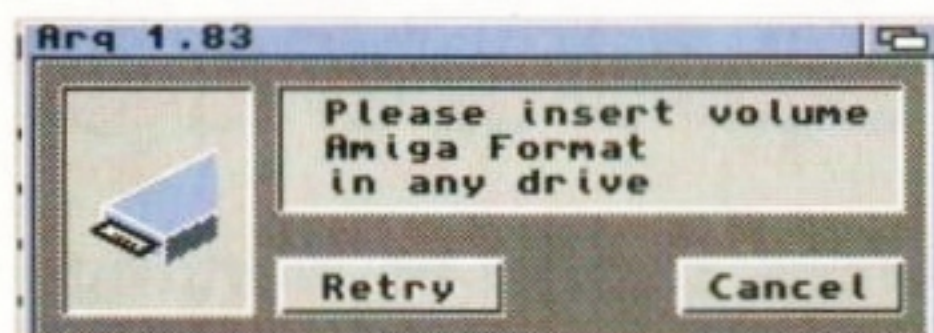 Arq 1.83
Please insert volume
Amiga Format
in any drive
Retry
Cancel